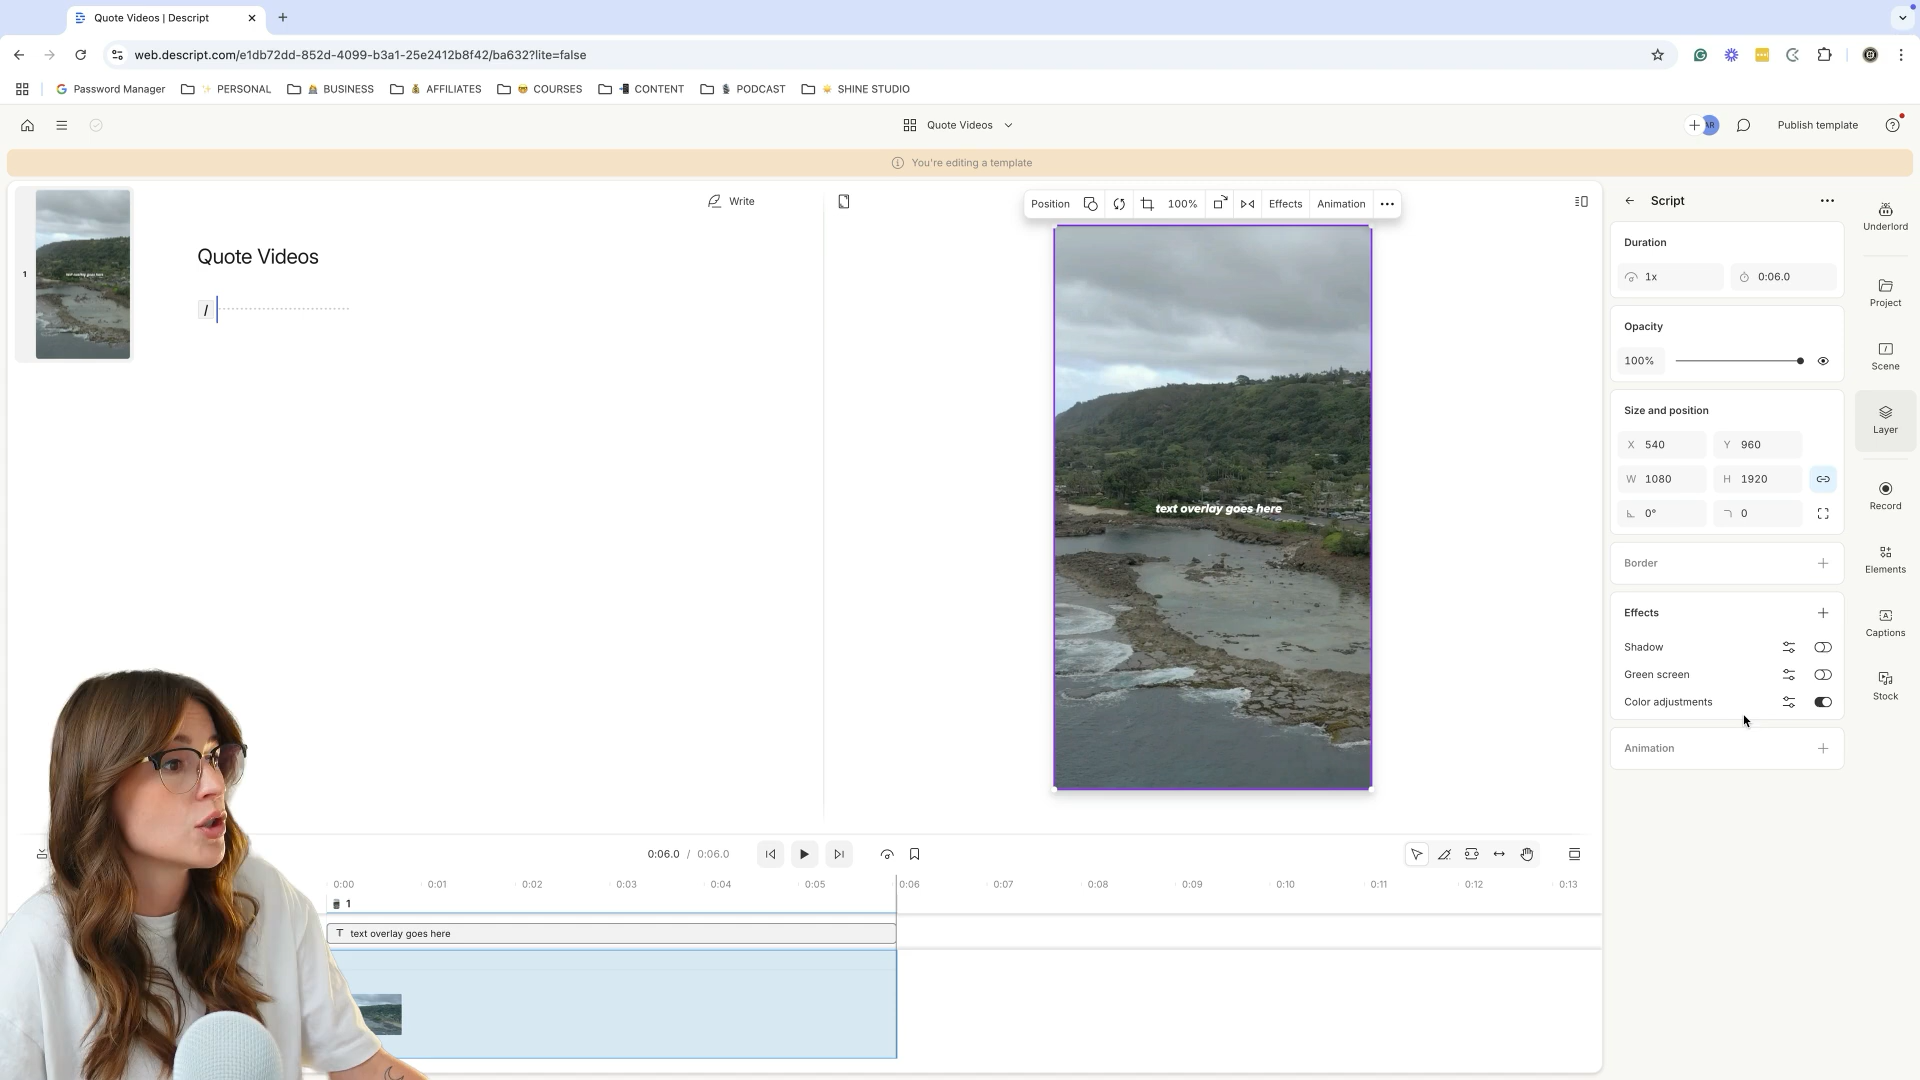 Quote Videos | Descript
web.descript.com/e1db72dd-852d-4099-b3a1-25e2412b8f42/ba632?lite=false
Password Manager PERSONAL BUSINESS AFFILIATES COURSES CONTENT PODCAST SHINE STUDIO
Quote Videos
AR
Publish template
You're editing a template
1
text overlay goes here
Write
Quote Videos
/
Position 100% Effects Animation
text overlay goes here
Script
Duration
1x 0:06.0
Opacity
100%
Size and position
X 540 Y 960
W 1080 H 1920
0° 0
Border
Effects
Shadow
Green screen
Color adjustments
Animation
Underlord
Project
Scene
Layer
Record
Elements
Captions
Stock
0:06.0 / 0:06.0
0:00 0:01 0:02 0:03 0:04 0:05 0:06 0:07 0:08 0:09 0:10 0:11 0:12 0:13
1
T text overlay goes here